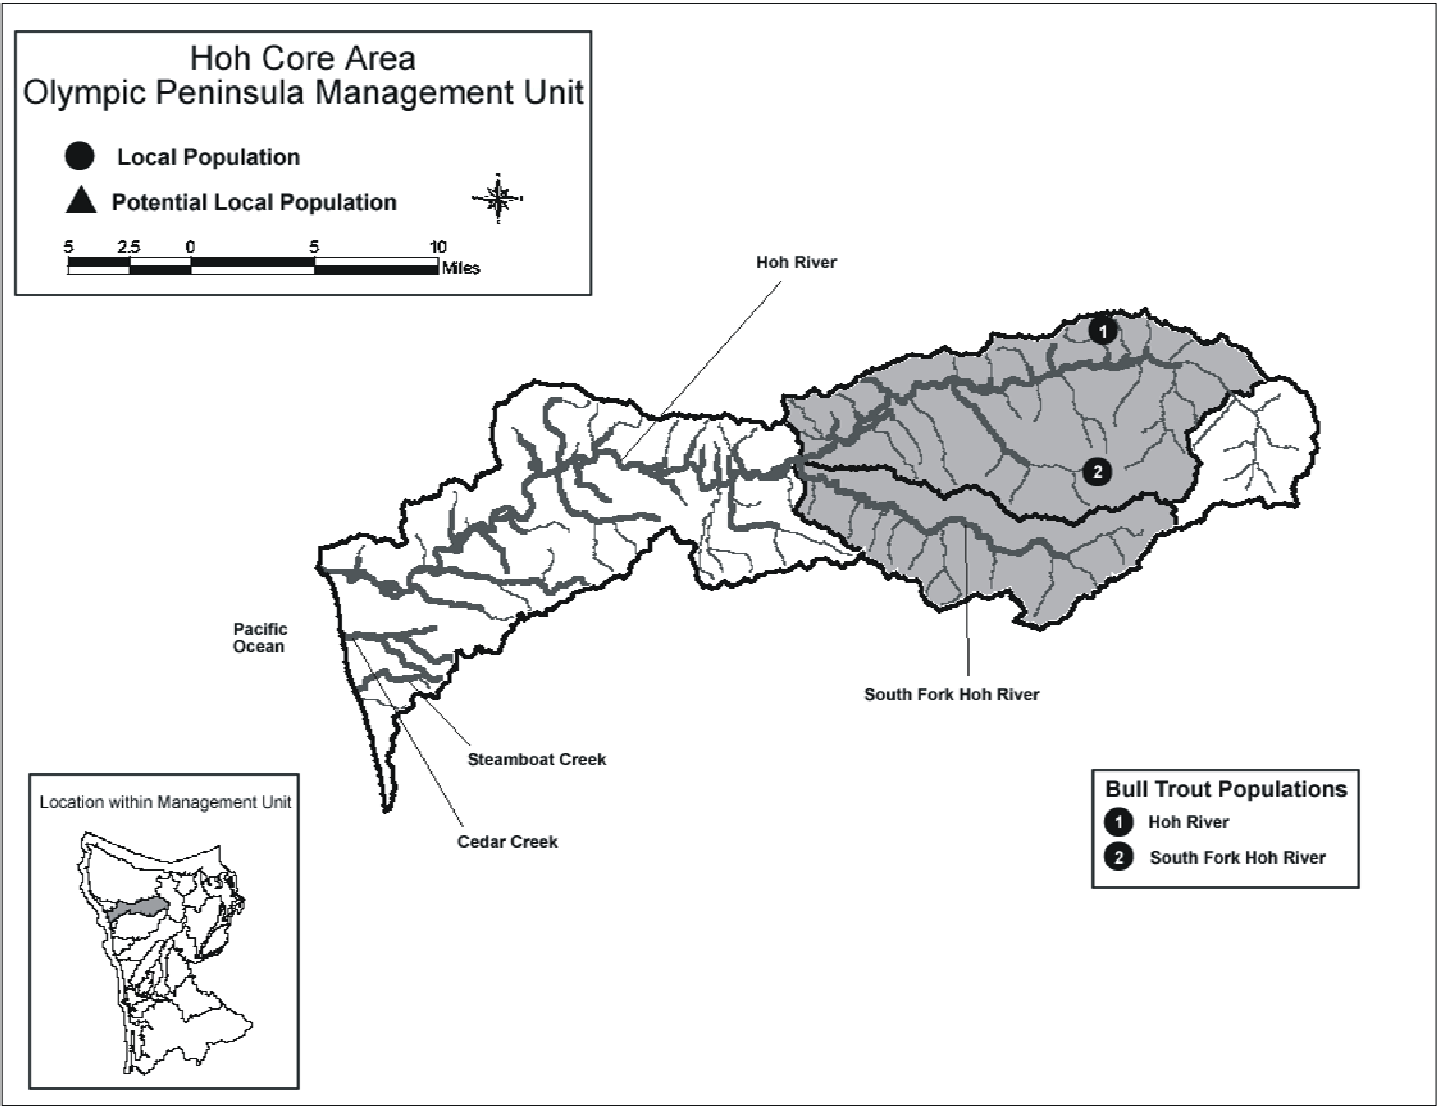 Hoh Core Area
Olympic Peninsula Management Unit
Local Population
Potential Local Population
5 2.5 0 5 10
Miles
Hoh River
1
2
Pacific
Ocean
South Fork Hoh River
Steamboat Creek
Cedar Creek
Location within Management Unit
Bull Trout Populations
1 Hoh River
2 South Fork Hoh River